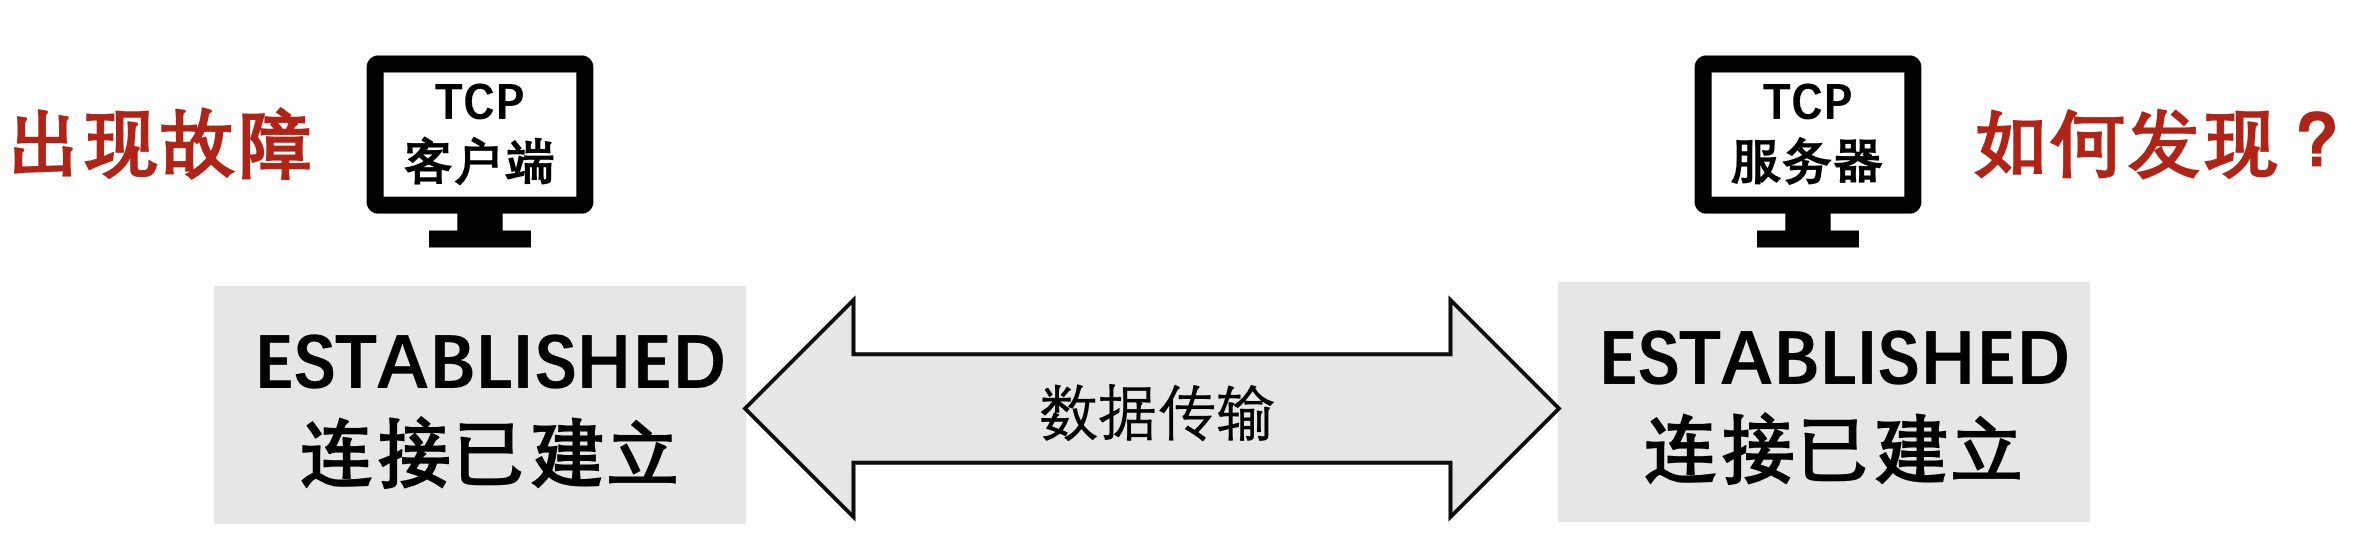 出现故障
TCP
客户端
TCP
服务器
如何发现？
ESTABLISHED
连接已建立
数据传输
ESTABLISHED
连接已建立